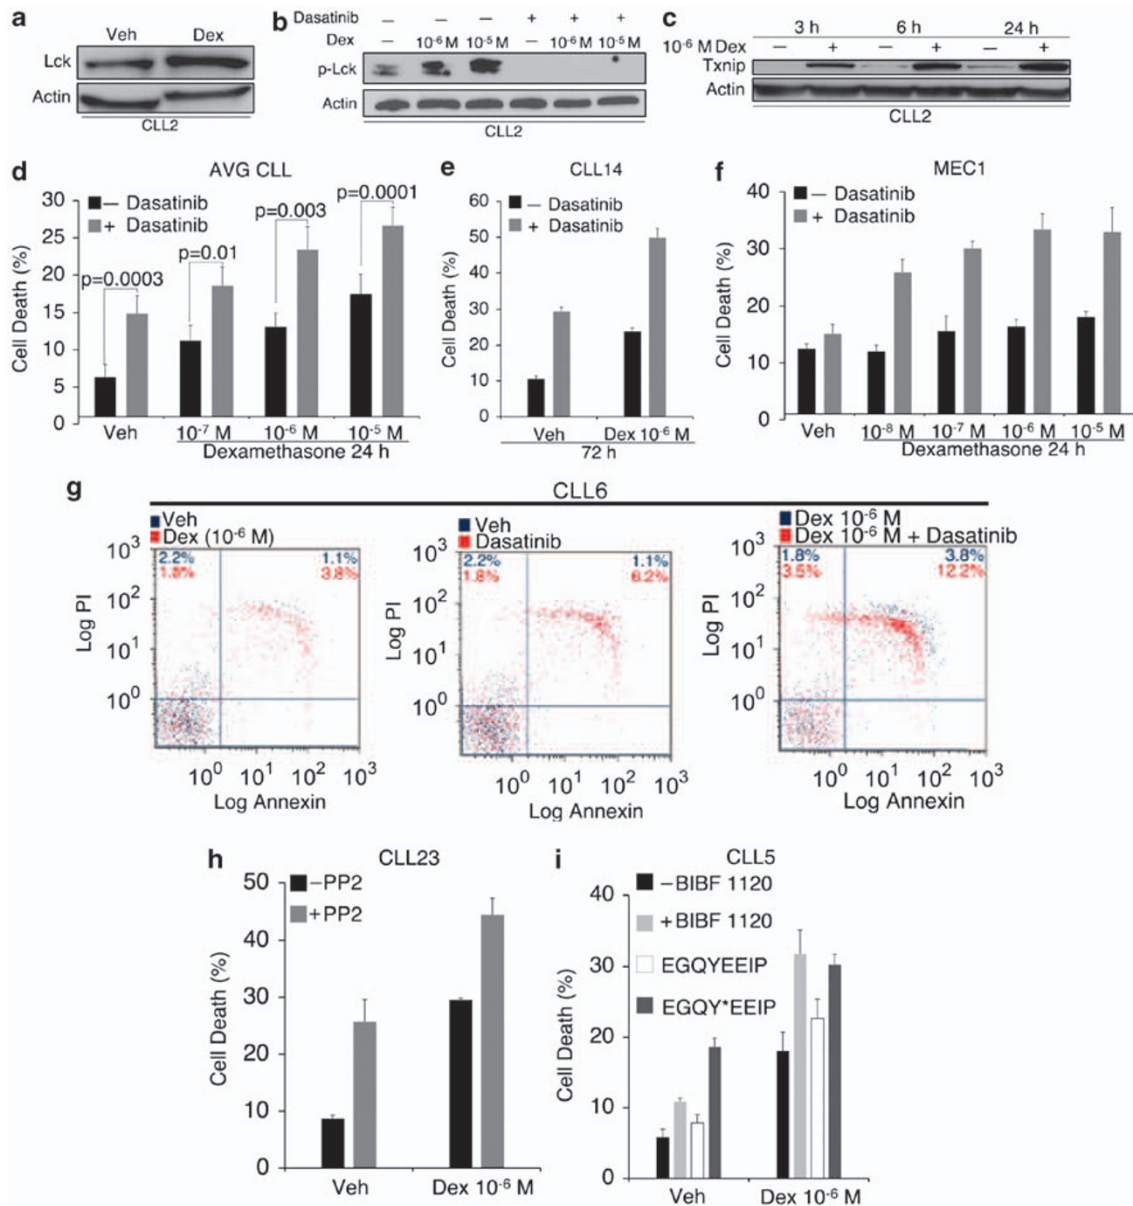 a
Veh Dex
Lck
Actin
CLL2
b
Dasatinib — — — + + +
Dex — 10-6 M 10-5 M — 10-6 M 10-5 M
p-Lck
Actin
CLL2
c
3 h 6 h 24 h
10-6 M Dex — + — + — +
Txnip
Actin
CLL2
d
AVG CLL
— Dasatinib
+ Dasatinib
p=0.0003
p=0.01
p=0.003
p=0.0001
Cell Death (%)
30
25
20
15
10
5
0
Veh 10-7 M 10-6 M 10-5 M
Dexamethasone 24 h
e
CLL14
— Dasatinib
+ Dasatinib
Cell Death (%)
60
50
40
30
20
10
0
Veh Dex 10-6 M
72 h
f
MEC1
— Dasatinib
+ Dasatinib
Cell Death (%)
40
30
20
10
0
Veh 10-8 M 10-7 M 10-6 M 10-5 M
Dexamethasone 24 h
g
CLL6
Veh
Dex (10-6 M)
2.2% 1.1%
1.8% 3.8%
Log PI
103
102
101
100
100 101 102 103
Log Annexin
Veh
Dasatinib
2.2% 1.1%
1.8% 6.2%
Log PI
103
102
101
100
100 101 102 103
Log Annexin
Dex 10-6 M
Dex 10-6 M + Dasatinib
1.8% 3.8%
3.5% 12.2%
Log PI
103
102
101
100
100 101 102 103
Log Annexin
h
CLL23
–PP2
+PP2
Cell Death (%)
50
40
30
20
10
0
Veh Dex 10-6 M
i
CLL5
–BIBF 1120
+BIBF 1120
EGQYEEIP
EGQY*EEIP
Cell Death (%)
40
30
20
10
0
Veh Dex 10-6 M